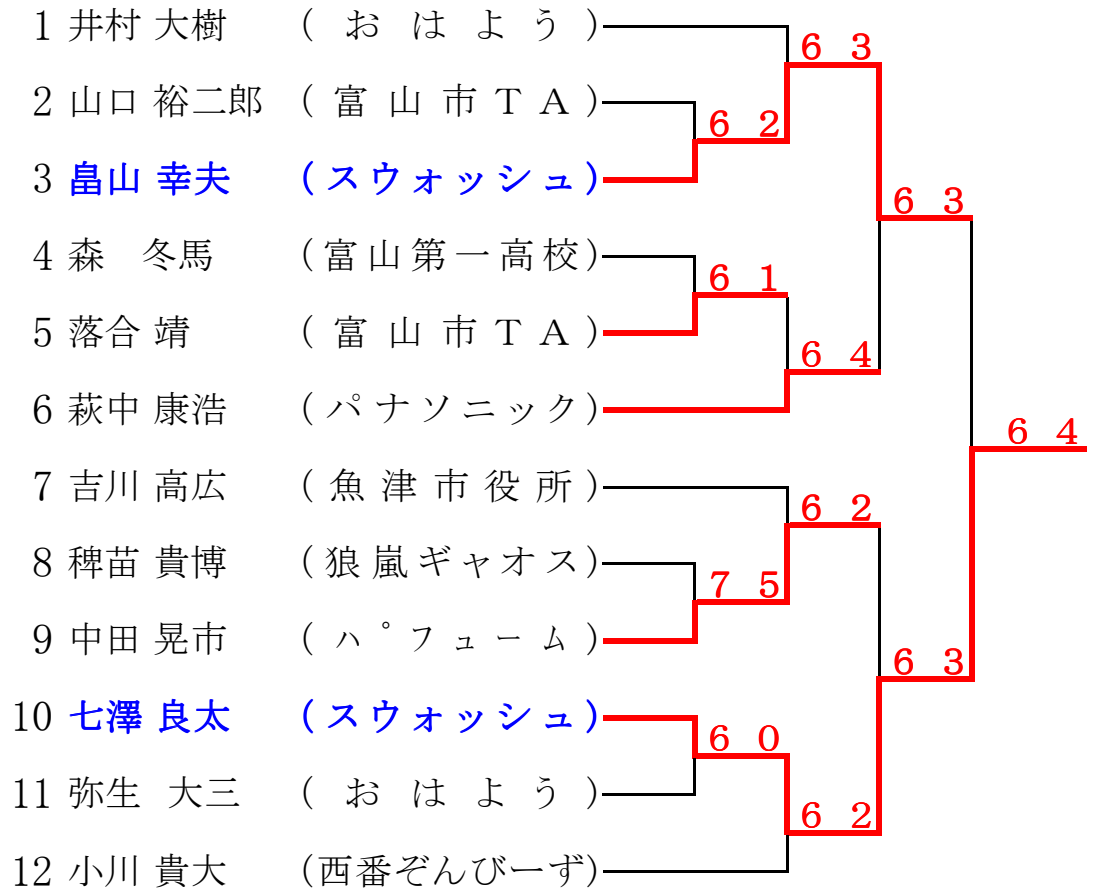 1 井村 大樹 (おはよう)
6 3
2 山口 裕二郎 (富山市TA)
6 2
3 畠山 幸夫 (スウォッシュ)
6 3
4 森 冬馬 (富山第一高校)
6 1
5 落合 靖 (富山市TA)
6 4
6 萩中 康浩 (パナソニック)
6 4
7 吉川 高広 (魚津市役所)
6 2
8 稗苗 貴博 (狼嵐ギャオス)
7 5
9 中田 晃市 (ハ゜フューム)
6 3
10 七澤 良太 (スウォッシュ)
6 0
11 弥生 大三 (おはよう)
6 2
12 小川 貴大 (西番ぞんびーず)